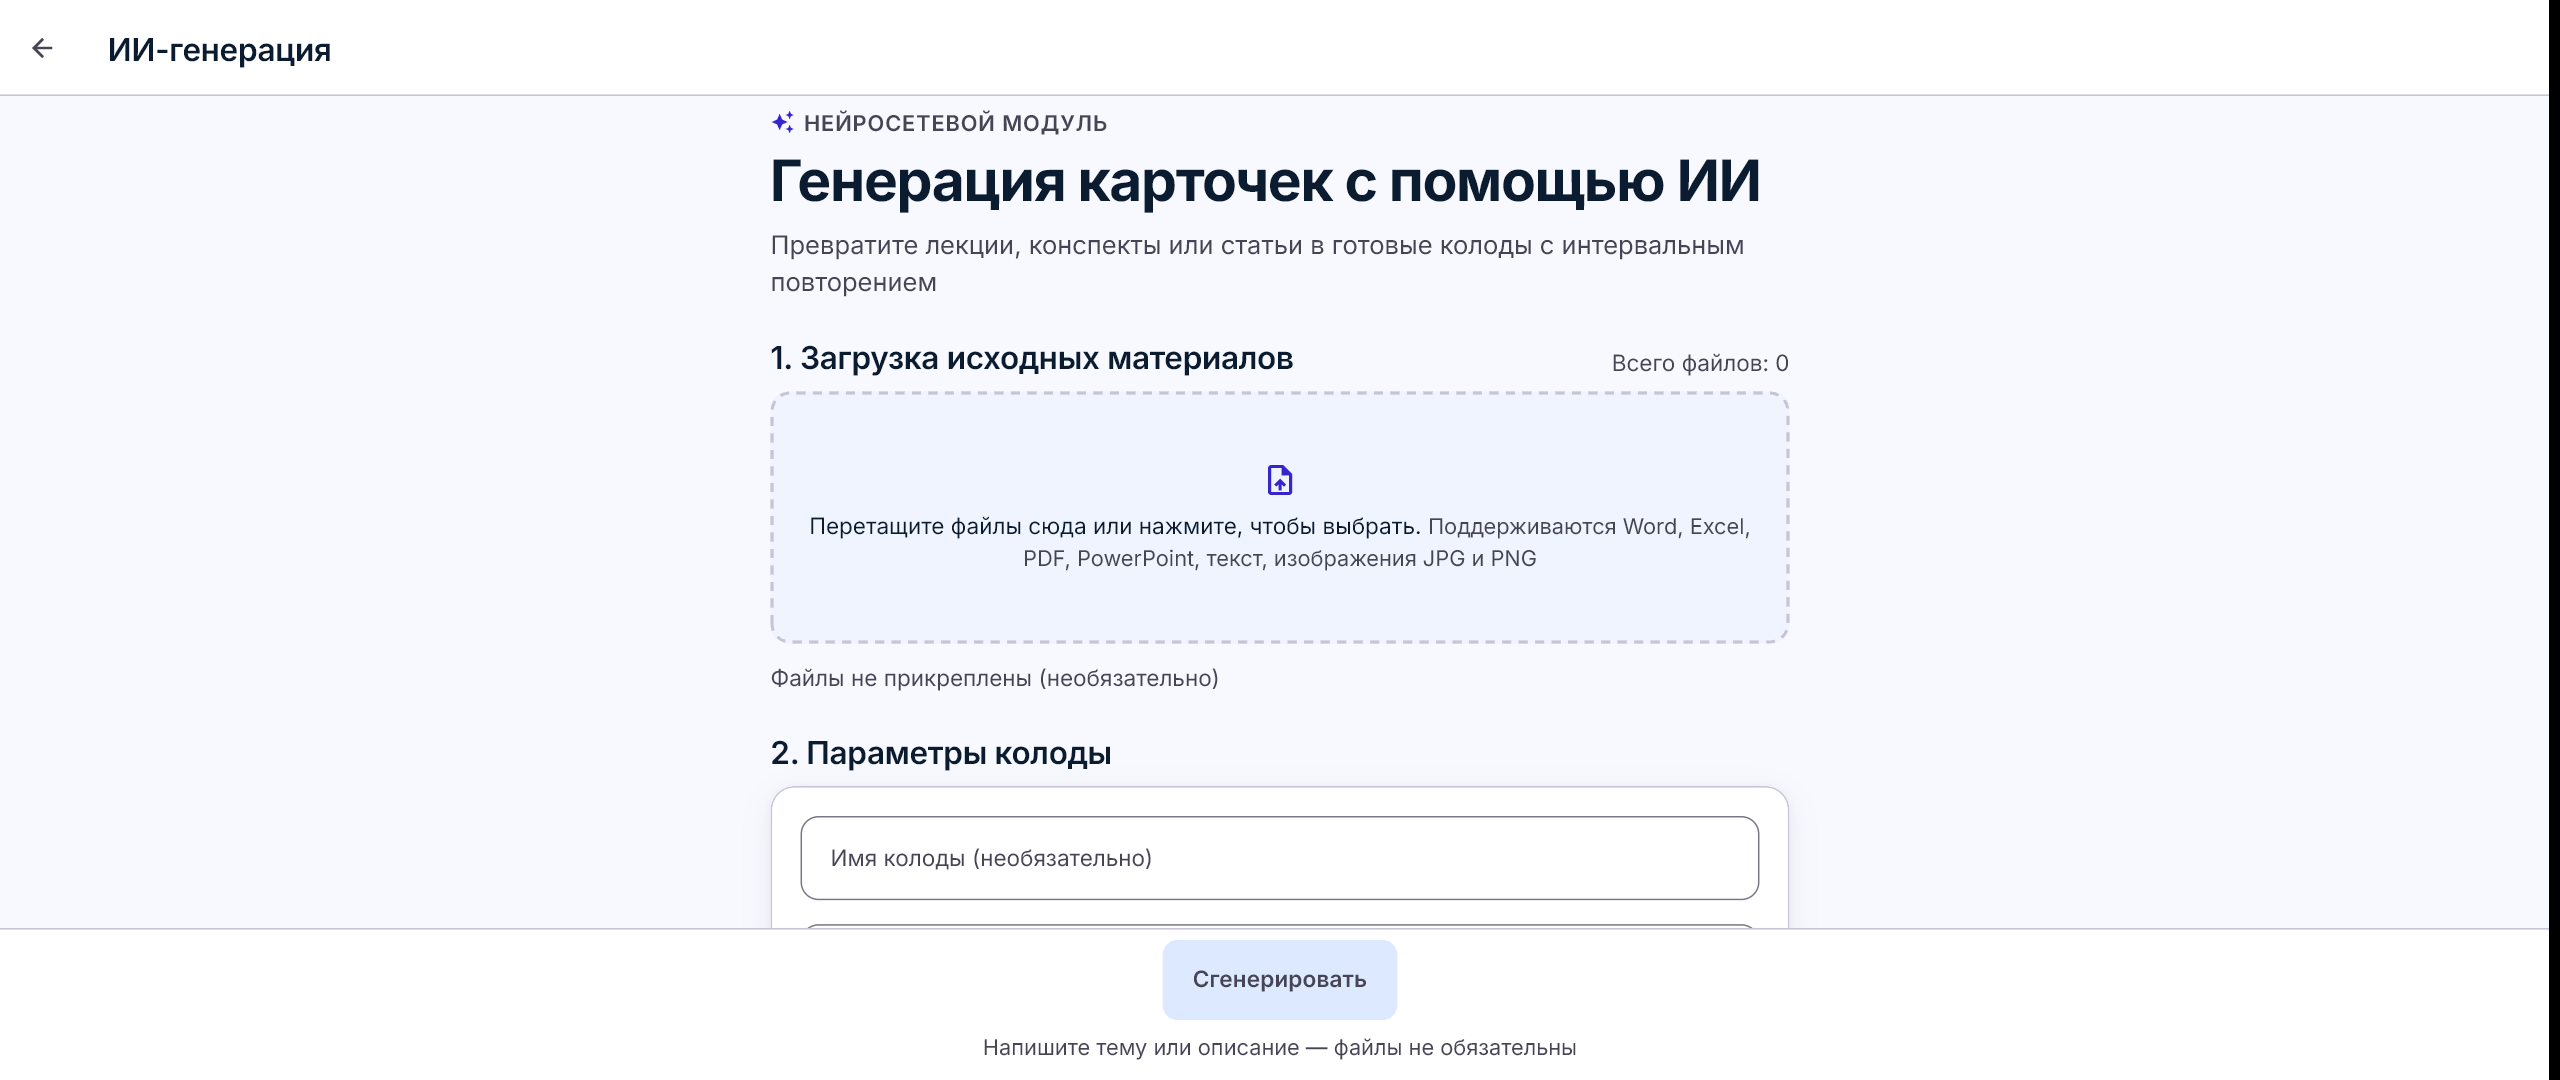 ИИ-генерация
НЕЙРОСЕТЕВОЙ МОДУЛЬ
Генерация карточек с помощью ИИ
Превратите лекции, конспекты или статьи в готовые колоды с интервальным
повторением
1. Загрузка исходных материалов
Всего файлов: 0
Перетащите файлы сюда или нажмите, чтобы выбрать. Поддерживаются Word, Excel,
PDF, PowerPoint, текст, изображения JPG и PNG
Файлы не прикреплены (необязательно)
2. Параметры колоды
Имя колоды (необязательно)
Сгенерировать
Напишите тему или описание — файлы не обязательны